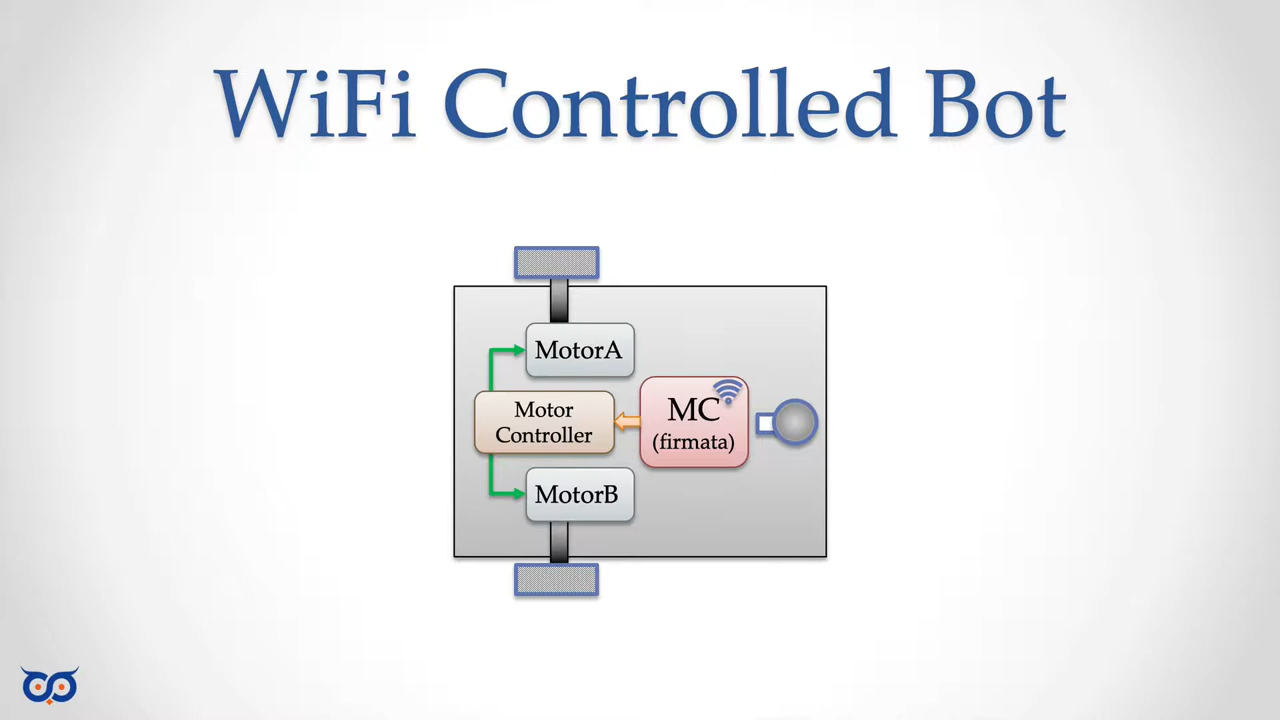 WiFi Controlled Bot
MotorA
Motor
Controller
MC
(firmata)
MotorB